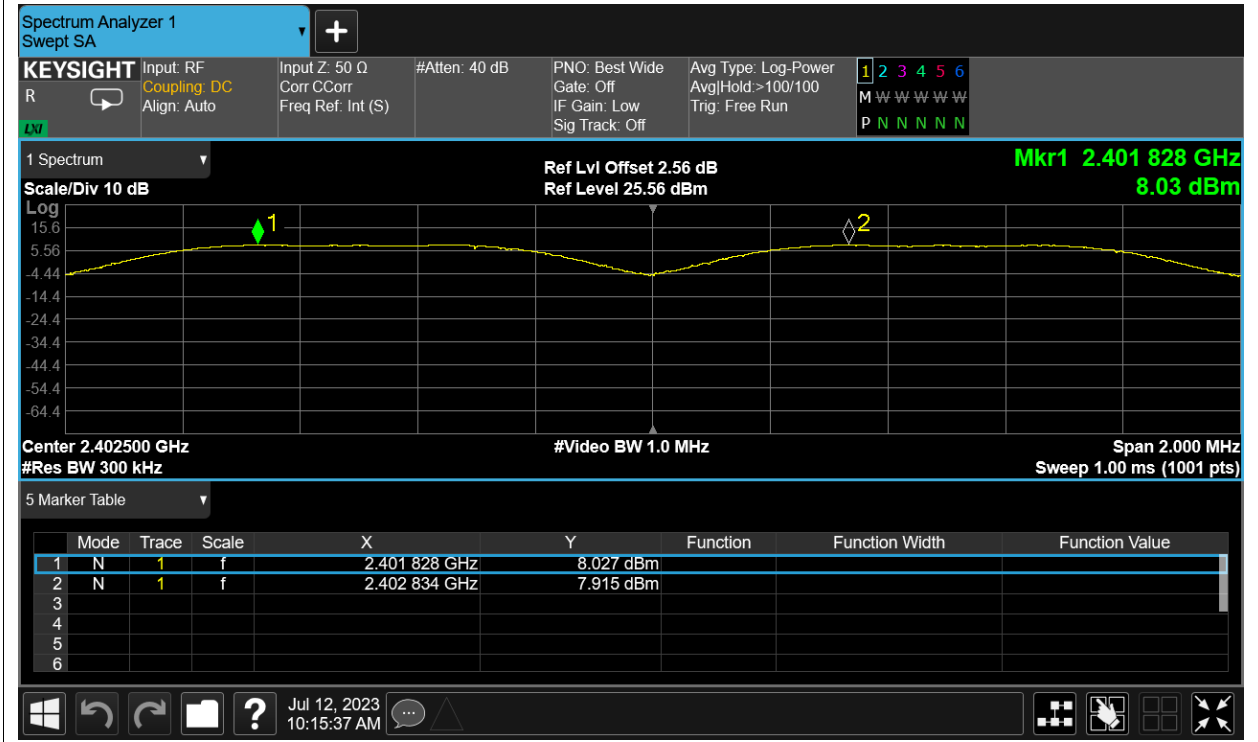 Spectrum Analyzer 1
Swept SA
+
KEYSIGHT Input: RF Input Z: 50 Ω #Atten: 40 dB PNO: Best Wide Avg Type: Log-Power 1 2 3 4 5 6
R Coupling: DC Corr CCorr Gate: Off Avg|Hold:>100/100 M W W W W W
Align: Auto Freq Ref: Int (S) IF Gain: Low Trig: Free Run
LXI Sig Track: Off P N N N N N
1 Spectrum Ref Lvl Offset 2.56 dB Mkr1 2.401 828 GHz
Scale/Div 10 dB Ref Level 25.56 dBm 8.03 dBm
Log
15.6
1 2
5.56
-4.44
-14.4
-24.4
-34.4
-44.4
-54.4
-64.4
Center 2.402500 GHz #Video BW 1.0 MHz Span 2.000 MHz
#Res BW 300 kHz Sweep 1.00 ms (1001 pts)
5 Marker Table
Mode Trace Scale X Y Function Function Width Function Value
1 N 1 f 2.401 828 GHz 8.027 dBm
2 N 1 f 2.402 834 GHz 7.915 dBm
3
4
5
6
? Jul 12, 2023
10:15:37 AM